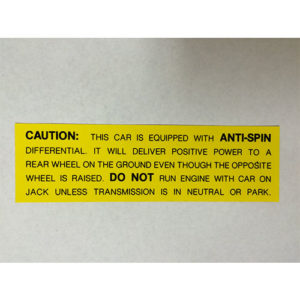 CAUTION: THIS CAR IS EQUIPPED WITH ANTI-SPIN
DIFFERENTIAL. IT WILL DELIVER POSITIVE POWER TO A
REAR WHEEL ON THE GROUND EVEN THOUGH THE OPPOSITE
WHEEL IS RAISED. DO NOT RUN ENGINE WITH CAR ON
JACK UNLESS TRANSMISSION IS IN NEUTRAL OR PARK.